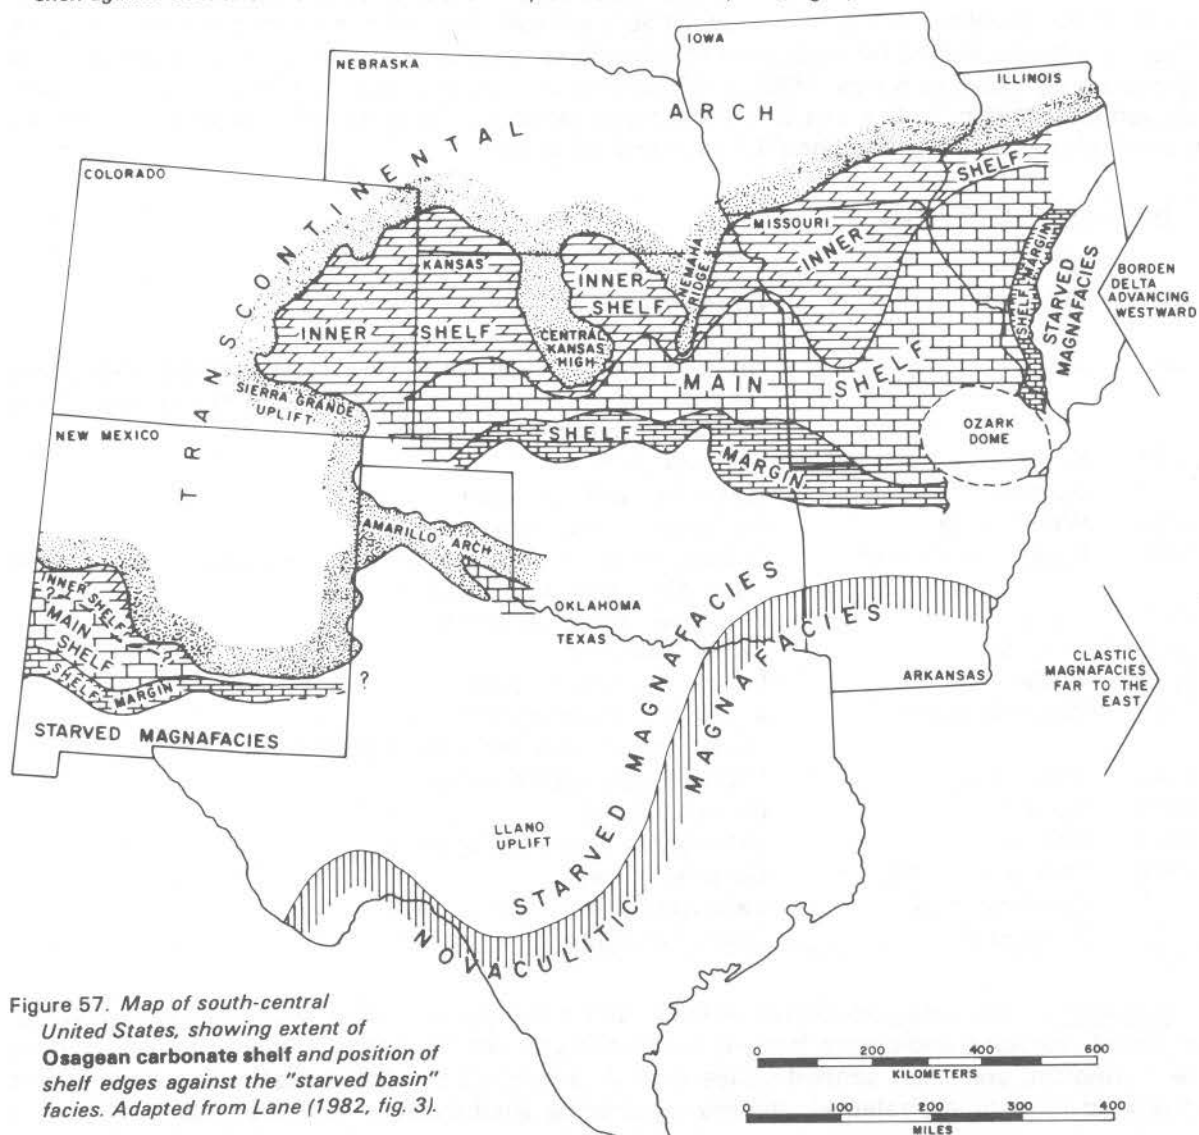 NEBRASKA
IOWA
ILLINOIS
ARCH
TRANSCONTINENTAL
COLORADO
SHELF
MISSOURI
KANSAS
INNER
INNER
SHELF
NEMAHA
RIDGE
SHELF MARGIN
STARVED
MAGNAFACIES
BORDEN
DELTA
ADVANCING
WESTWARD
INNER SHELF
CENTRAL
KANSAS
HIGH
MAIN SHELF
SIERRA GRANDE
UPLIFT
NEW MEXICO
SHELF
MARGIN
OZARK
DOME
AMARILLO ARCH
INNER SHELF
?
?
?
MAIN
SHELF
SHELF MARGIN
?
STARVED MAGNAFACIES
OKLAHOMA
TEXAS
ARKANSAS
CLASTIC
MAGNAFACIES
FAR TO THE
EAST
STARVED MAGNAFACIES
NOVACULITIC MAGNAFACIES
LLANO
UPLIFT
Figure 57. Map of south-central
United States, showing extent of
Osagean carbonate shelf and position of
shelf edges against the "starved basin"
facies. Adapted from Lane (1982, fig. 3).
0 200 400 600
KILOMETERS
0 100 200 300 400
MILES